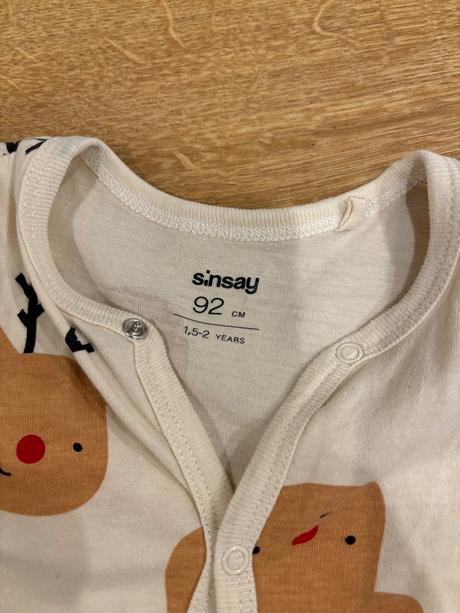 sinsay
92 CM
1,5-2 YEARS